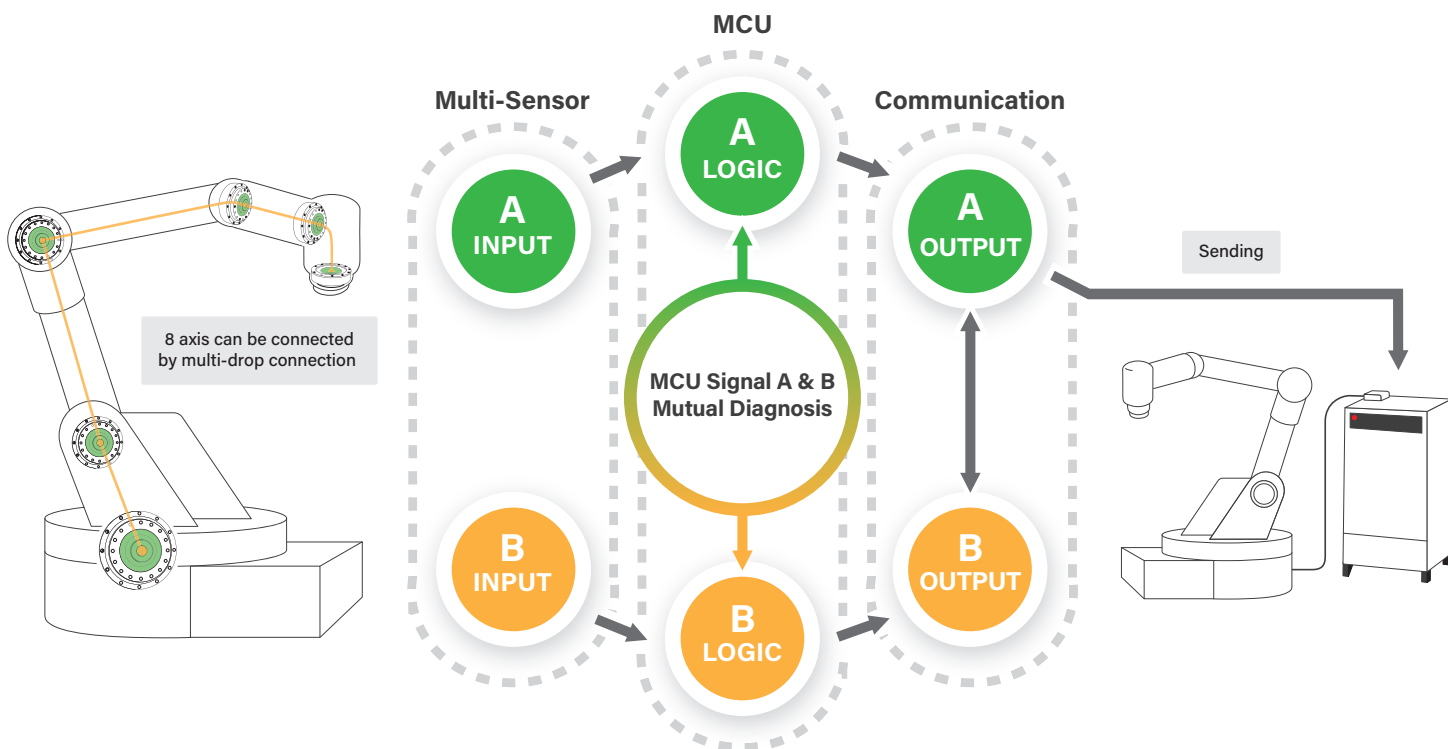 MCU
Multi-Sensor
Communication
A
LOGIC
A
INPUT
A
OUTPUT
Sending
8 axis can be connected
by multi-drop connection
MCU Signal A & B
Mutual Diagnosis
B
INPUT
B
OUTPUT
B
LOGIC